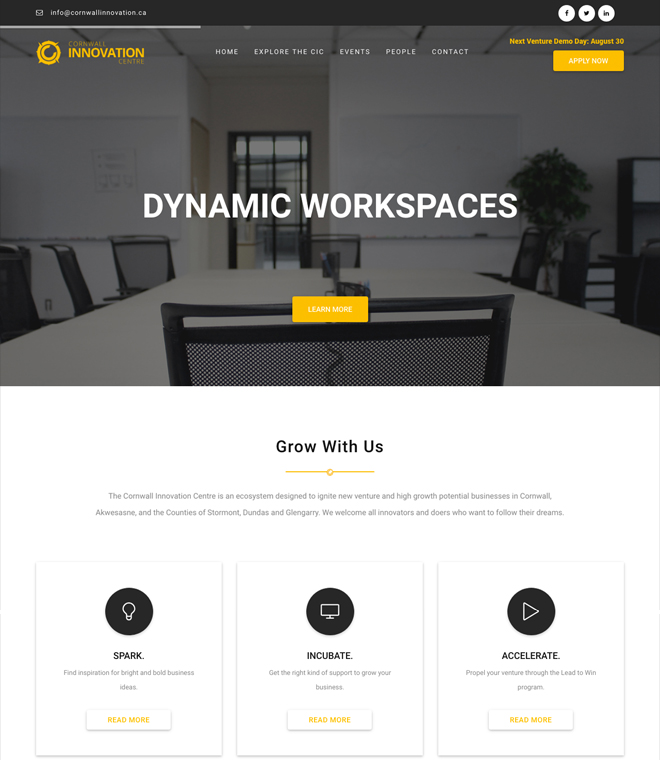 info@cornwallinnovation.ca
CORNWALL
INNOVATION
CENTRE
HOME EXPLORE THE CIC EVENTS PEOPLE CONTACT
Next Venture Demo Day: August 30
APPLY NOW
DYNAMIC WORKSPACES
LEARN MORE
Grow With Us
The Cornwall Innovation Centre is an ecosystem designed to ignite new venture and high growth potential businesses in Cornwall,
Akwesasne, and the Counties of Stormont, Dundas and Glengarry. We welcome all innovators and doers who want to follow their dreams.
SPARK.
Find inspiration for bright and bold business
ideas.
READ MORE
INCUBATE.
Get the right kind of support to grow your
business.
READ MORE
ACCELERATE.
Propel your venture through the Lead to Win
program.
READ MORE